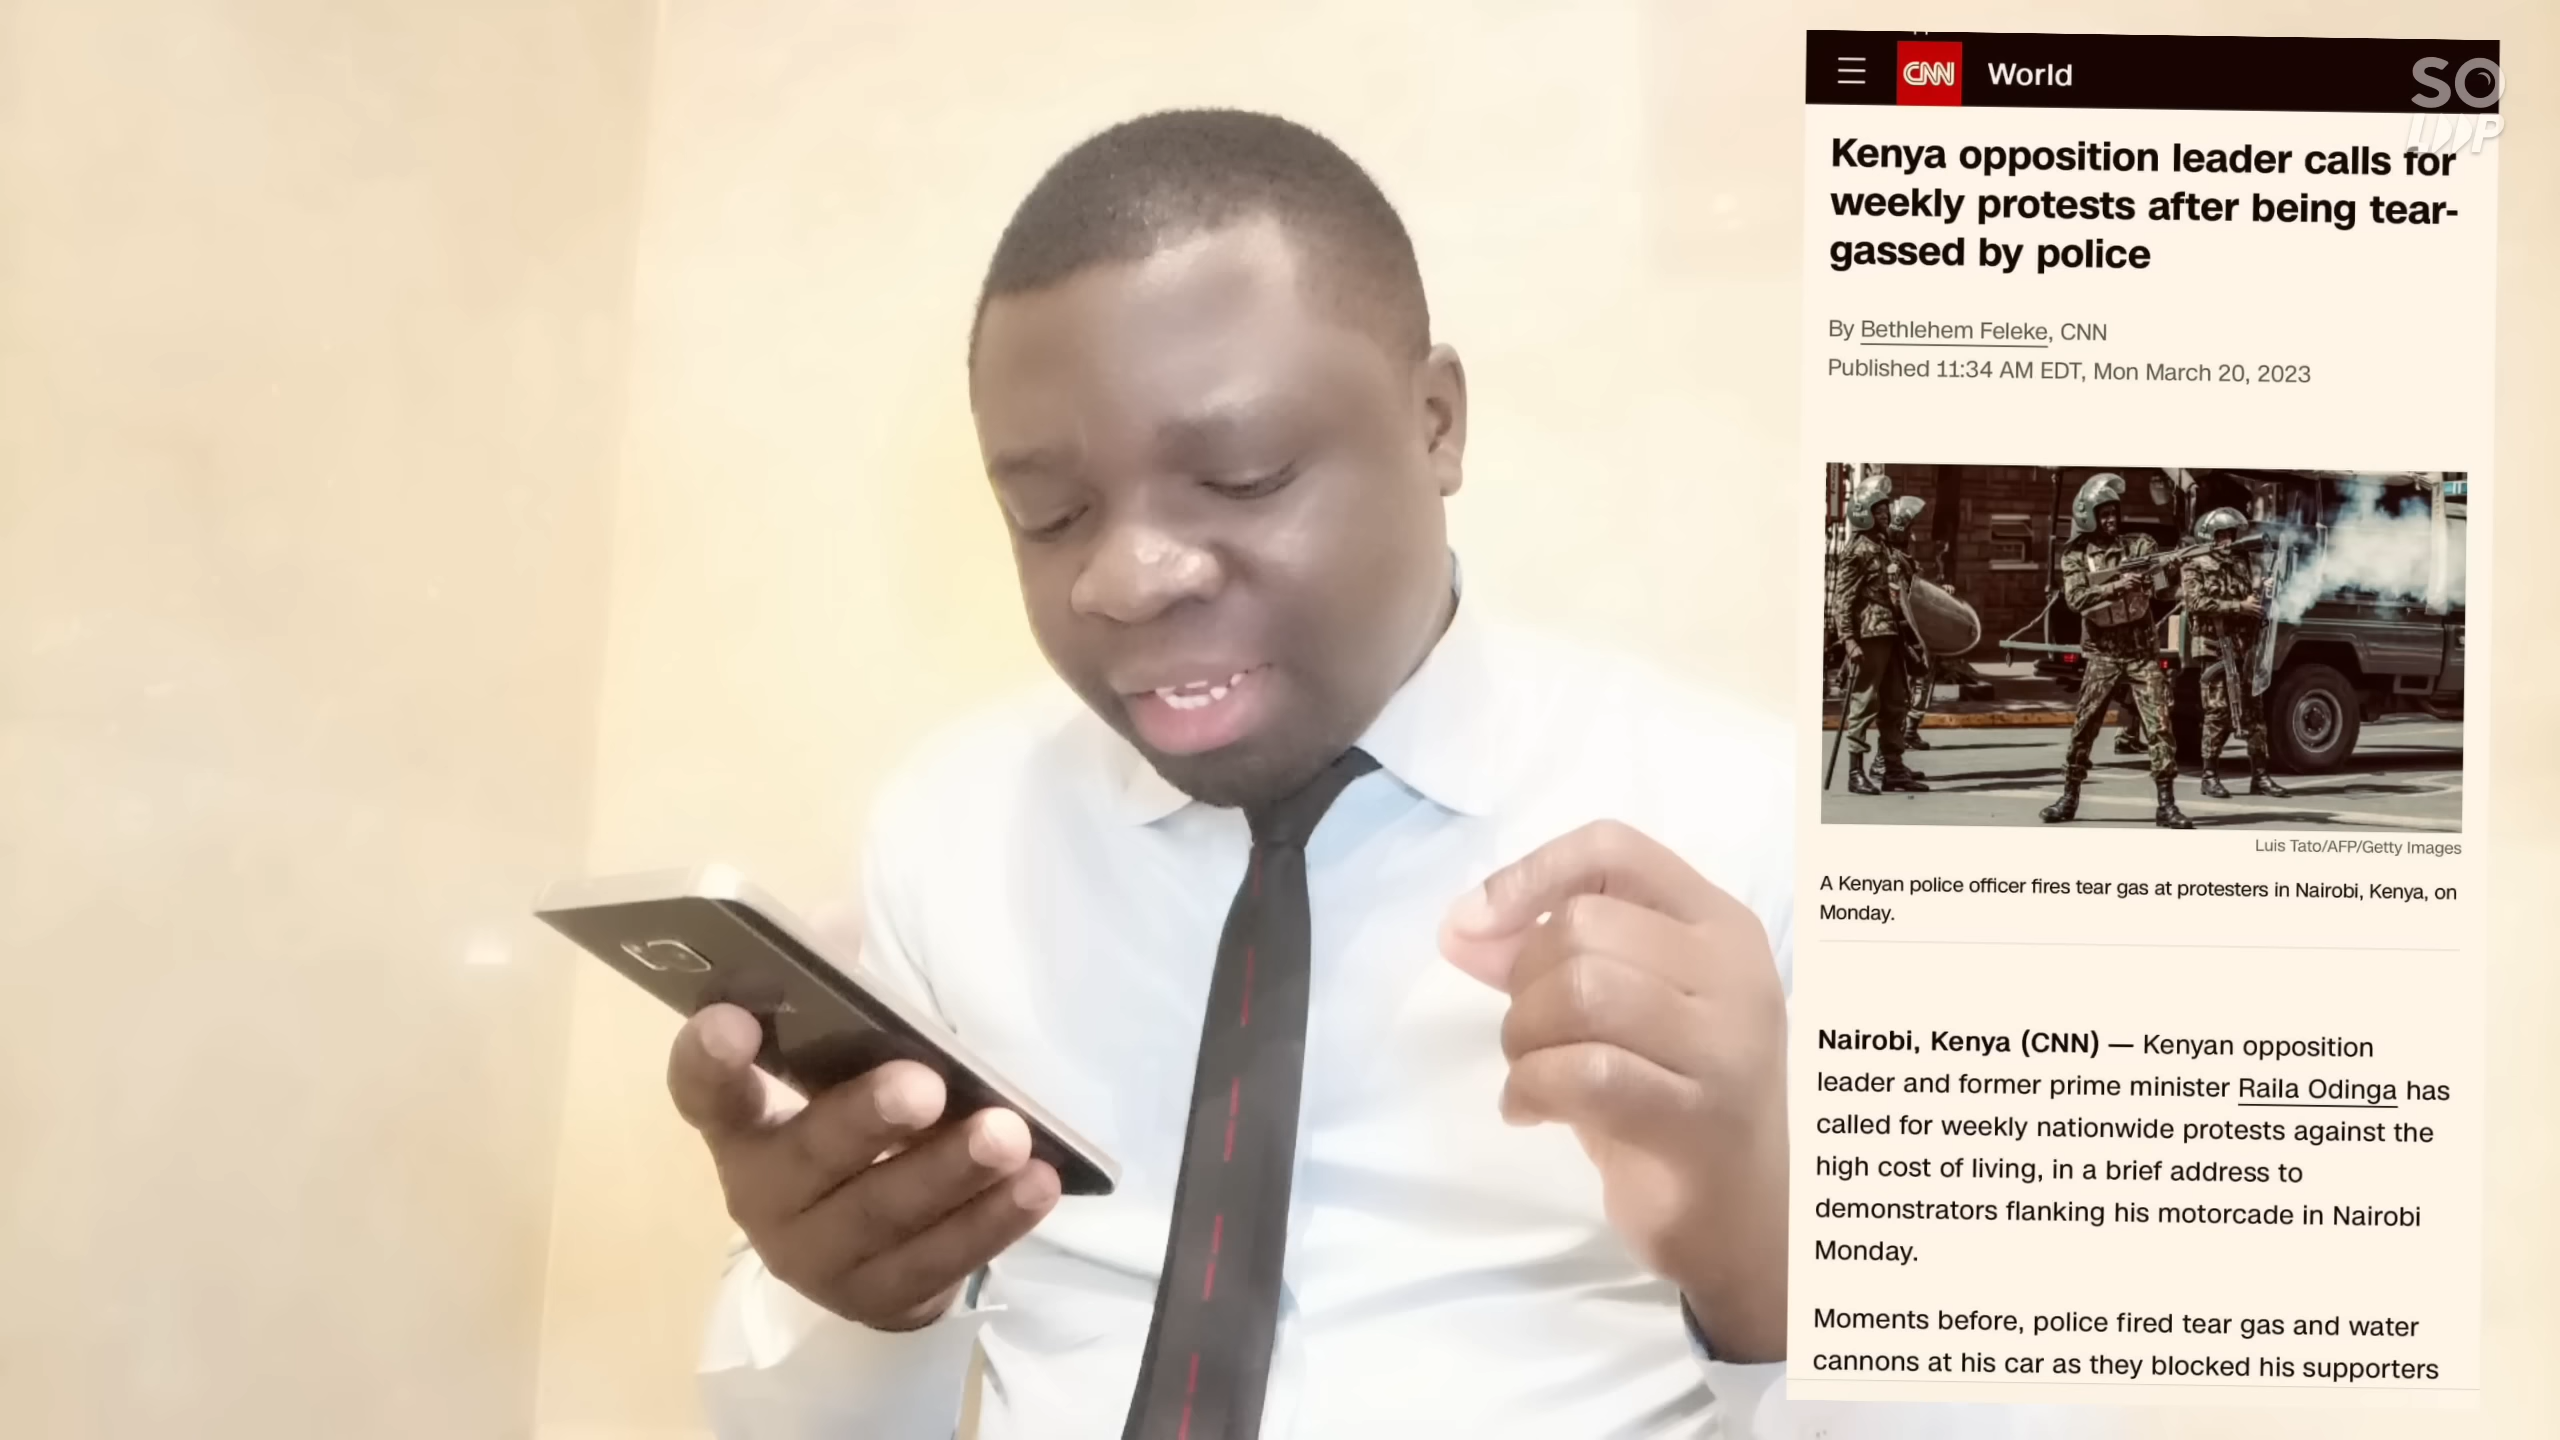 CNN World
Kenya opposition leader calls for
weekly protests after being tear-
gassed by police
By Bethlehem Feleke, CNN
Published 11:34 AM EDT, Mon March 20, 2023
Luis Tato/AFP/Getty Images
A Kenyan police officer fires tear gas at protesters in Nairobi, Kenya, on
Monday.
Nairobi, Kenya (CNN) — Kenyan opposition
leader and former prime minister Raila Odinga has
called for weekly nationwide protests against the
high cost of living, in a brief address to
demonstrators flanking his motorcade in Nairobi
Monday.
Moments before, police fired tear gas and water
cannons at his car as they blocked his supporters